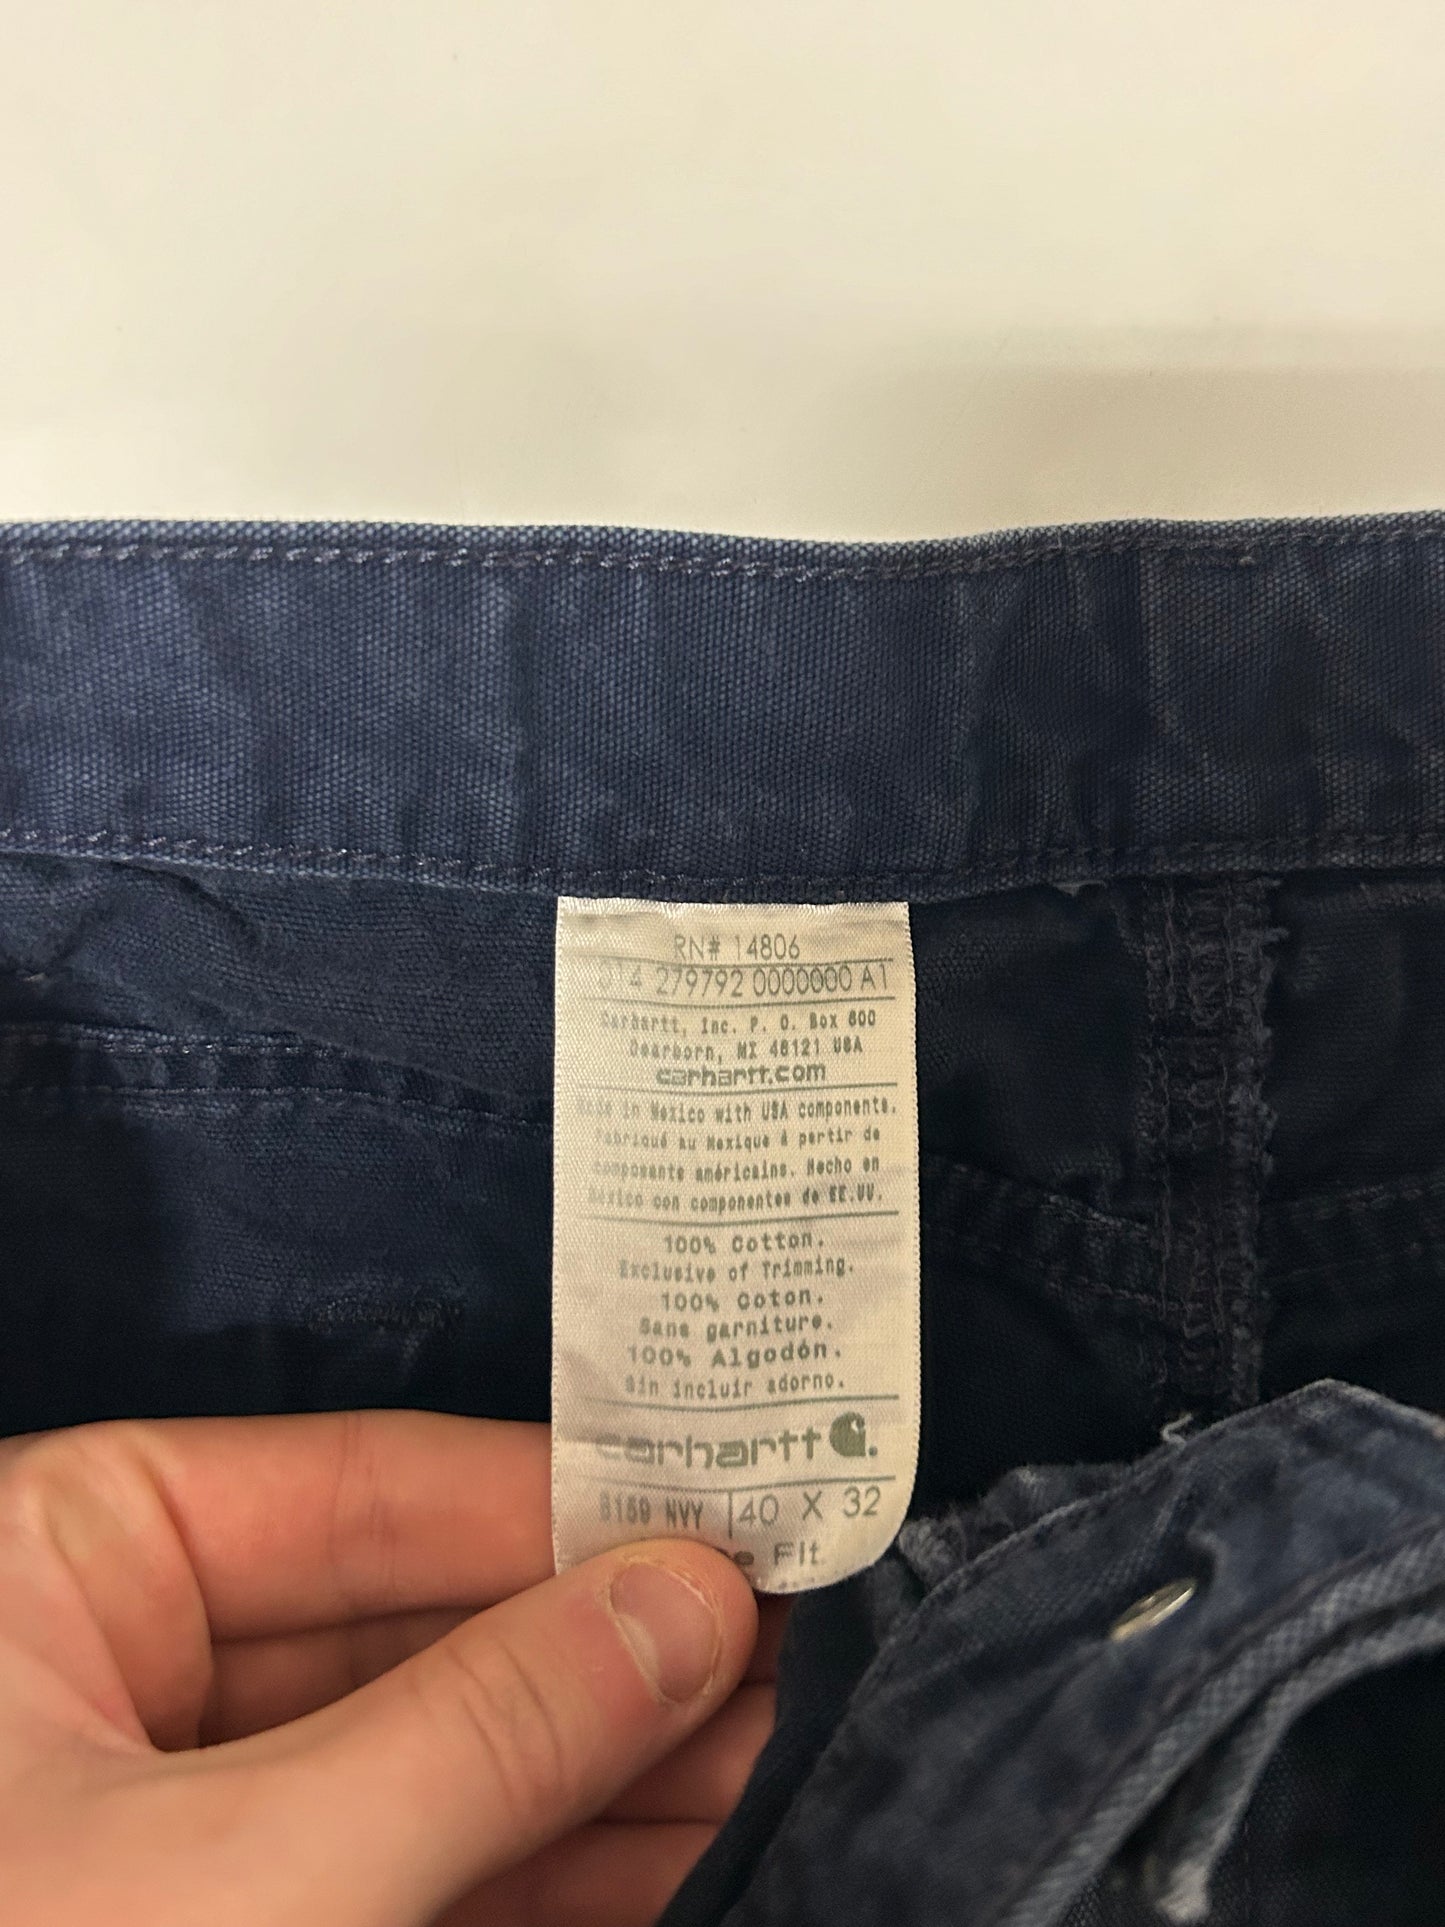 RN# 14806
014 279792 0000000 A1
Carhartt, Inc. P. O. Box 600
Dearborn, MI 48121 USA
carhartt.com
Made in Mexico with USA components.
Fabriqué au Mexique à partir de
composants américains. Hecho en
México con componentes de EE.UU.
100% Cotton.
Exclusive of Trimming.
100% Coton.
Sans garniture.
100% Algodón.
Sin incluir adorno.
carhartt
B159 NVY 40 X 32
Fit